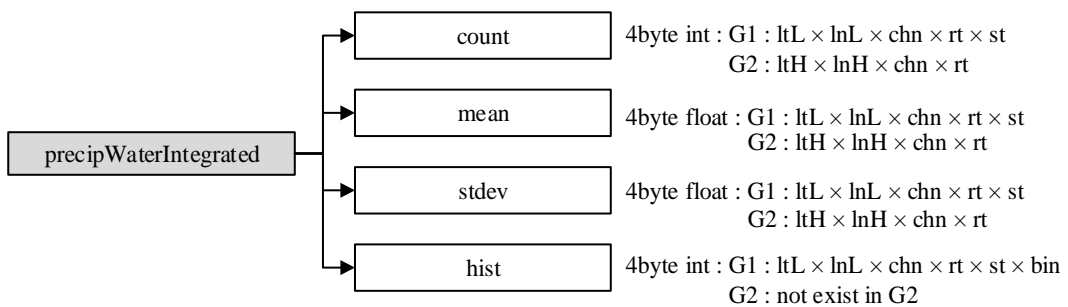 count
4byte int : G1 : ltL × lnL × chn × rt × st
G2 : ltH × lnH × chn × rt
mean
4byte float : G1 : ltL × lnL × chn × rt × st
G2 : ltH × lnH × chn × rt
precipWaterIntegrated
stdev
4byte float : G1 : ltL × lnL × chn × rt × st
G2 : ltH × lnH × chn × rt
hist
4byte int : G1 : ltL × lnL × chn × rt × st × bin
G2 : not exist in G2